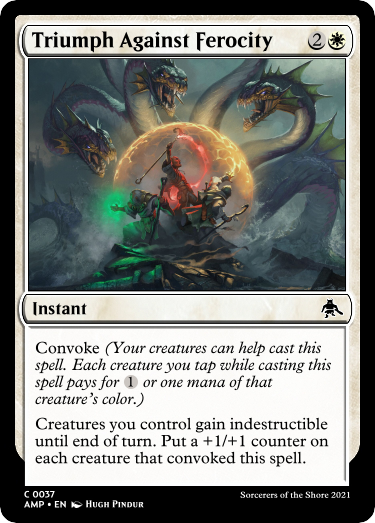 Triumph Against Ferocity 2
Instant
Convoke (Your creatures can help cast this
spell. Each creature you tap while casting this
spell pays for 1 or one mana of that
creature's color.)
Creatures you control gain indestructible
until end of turn. Put a +1/+1 counter on
each creature that convoked this spell.
C 0037
AMP • EN Hugh Pindur
Sorcerers of the Shore 2021